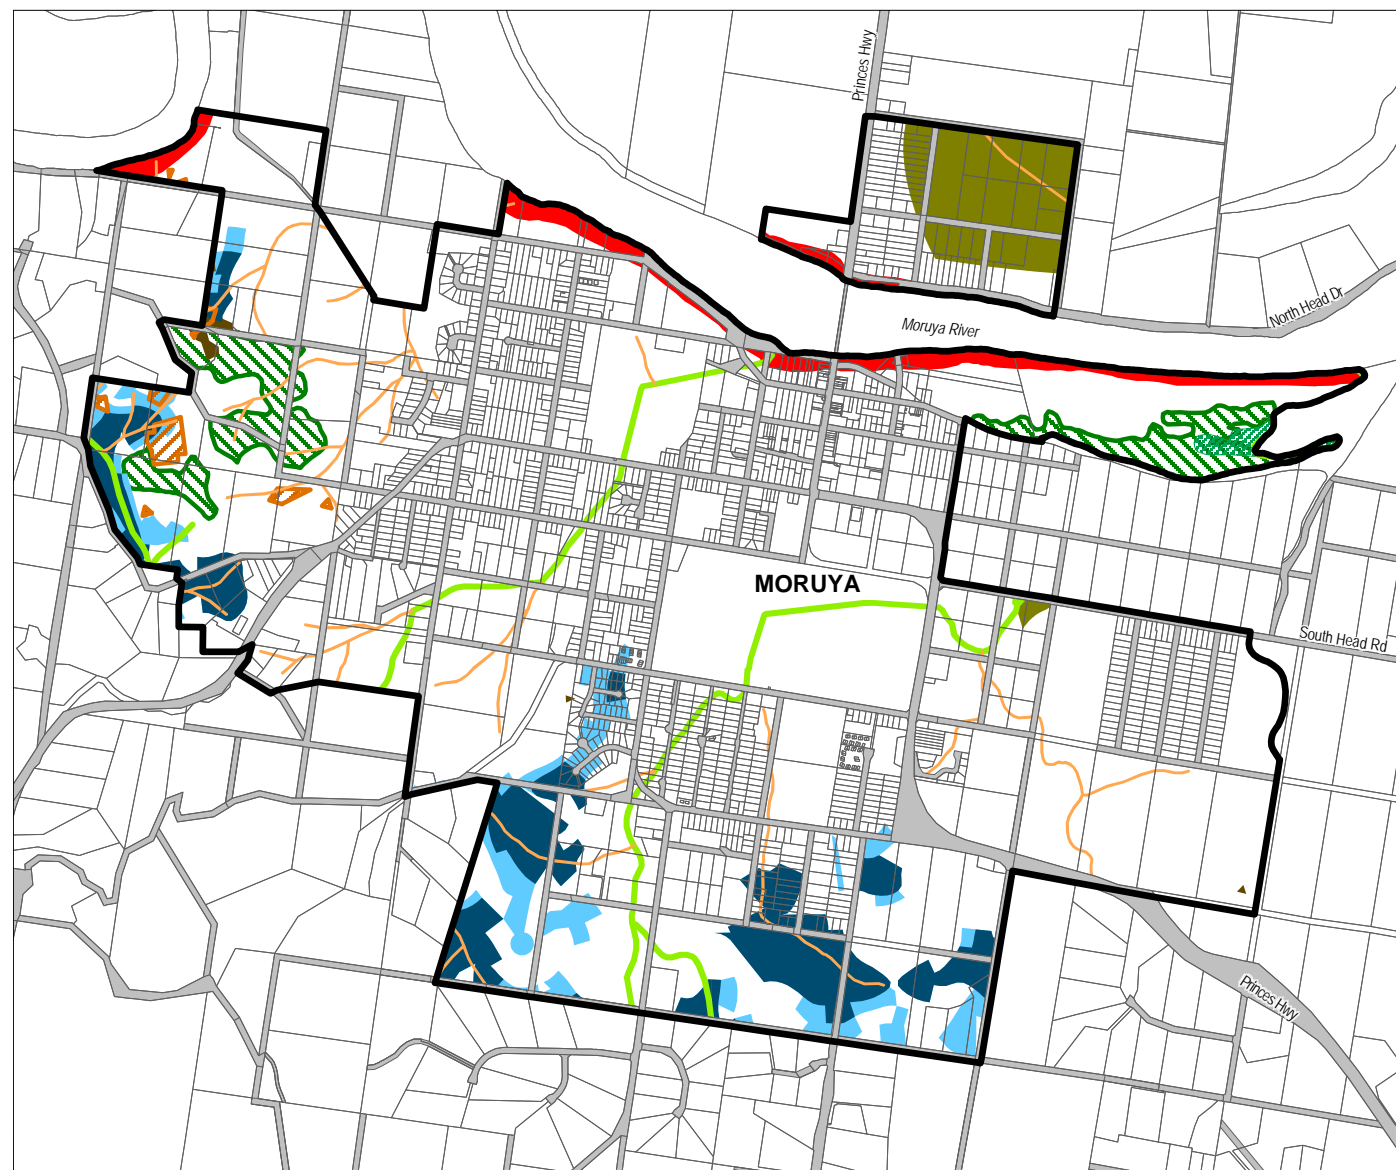 Princes Hwy
North Head Dr
Moruya River
MORUYA
South Head Rd
Princes Hwy